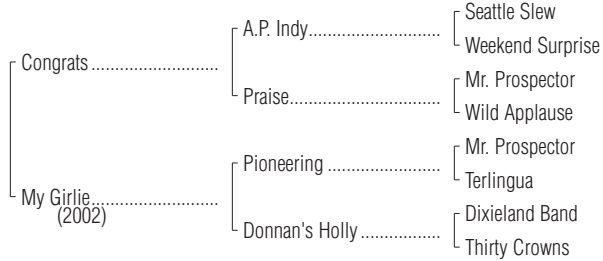 Seattle Slew
A.P. Indy
Weekend Surprise
Congrats
Mr. Prospector
Praise
Wild Applause
Mr. Prospector
Pioneering
Terlingua
My Girlie
(2002)
Dixieland Band
Donnan's Holly
Thirty Crowns